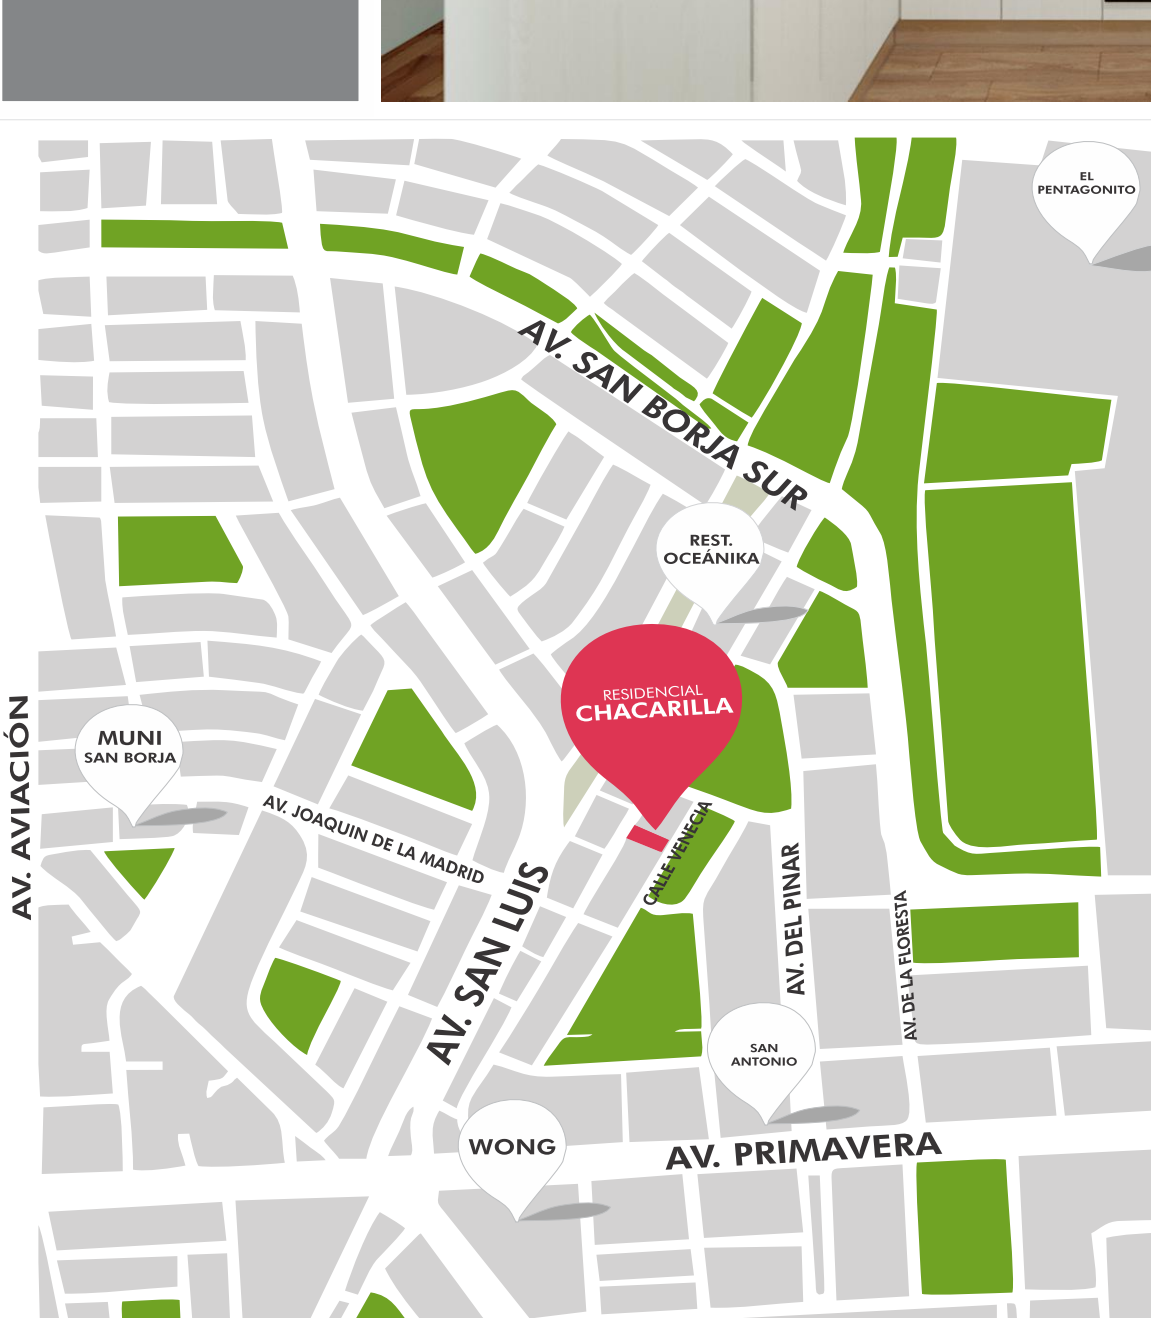 EL
PENTAGONITO
AV. SAN BORJA SUR
REST.
OCEÁNIKA
RESIDENCIAL
CHACARILLA
AV. AVIACIÓN
MUNI
SAN BORJA
AV. JOAQUIN DE LA MADRID
CALLE VENECIA
AV. SAN LUIS
AV. DEL PINAR
AV. DE LA FLORESTA
SAN
ANTONIO
WONG
AV. PRIMAVERA